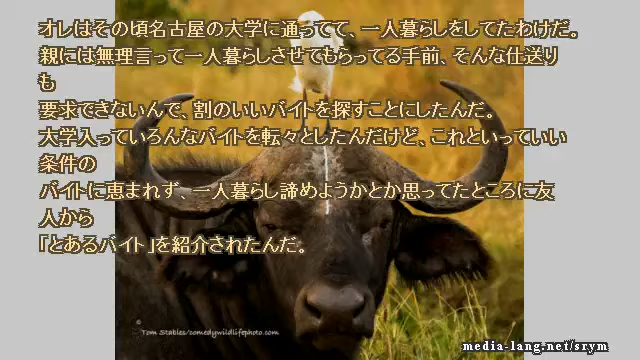 オレはその頃名古屋の大学に通ってて、一人暮らしをしてたわけだ。
親には無理言って一人暮らしさせてもらってる手前、そんな仕送り
も
要求できないんで、割のいいバイトを探すことにしたんだ。
大学入っていろんなバイトを転々としたんだけど、これといっていい
条件の
バイトに恵まれず、一人暮らし諦めようかとか思ってたところに友
人から
「とあるバイト」を紹介されたんだ。
© Tom Stables/comedywildlifephoto.com
media-lang.net/srym